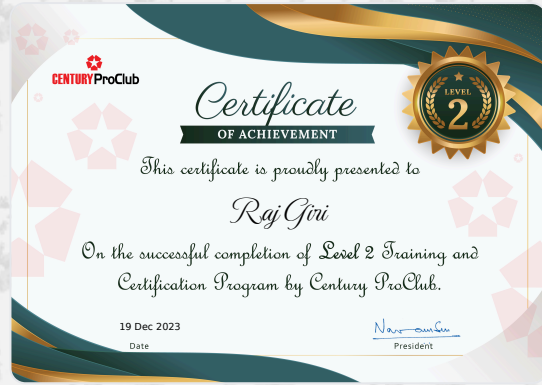 CENTURY ProClub
Certificate
OF ACHIEVEMENT
LEVEL
2
This certificate is proudly presented to
Raj Giri
On the successful completion of Level 2 Training and
Certification Program by Century ProClub.
19 Dec 2023
Date
President